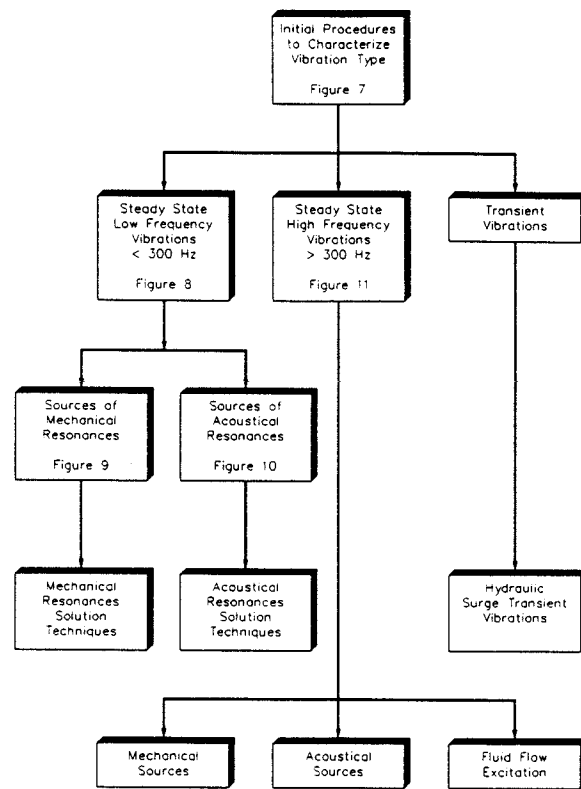 Initial Procedures
to Characterize
Vibration Type
Figure 7
Steady State
Low Frequency
Vibrations
< 300 Hz
Figure 8
Steady State
High Frequency
Vibrations
> 300 Hz
Figure 11
Transient
Vibrations
Sources of
Mechanical
Resonances
Figure 9
Sources of
Acoustical
Resonances
Figure 10
Mechanical
Resonances
Solution
Techniques
Acoustical
Resonances
Solution
Techniques
Hydraulic
Surge Transient
Vibrations
Mechanical
Sources
Acoustical
Sources
Fluid Flow
Excitation